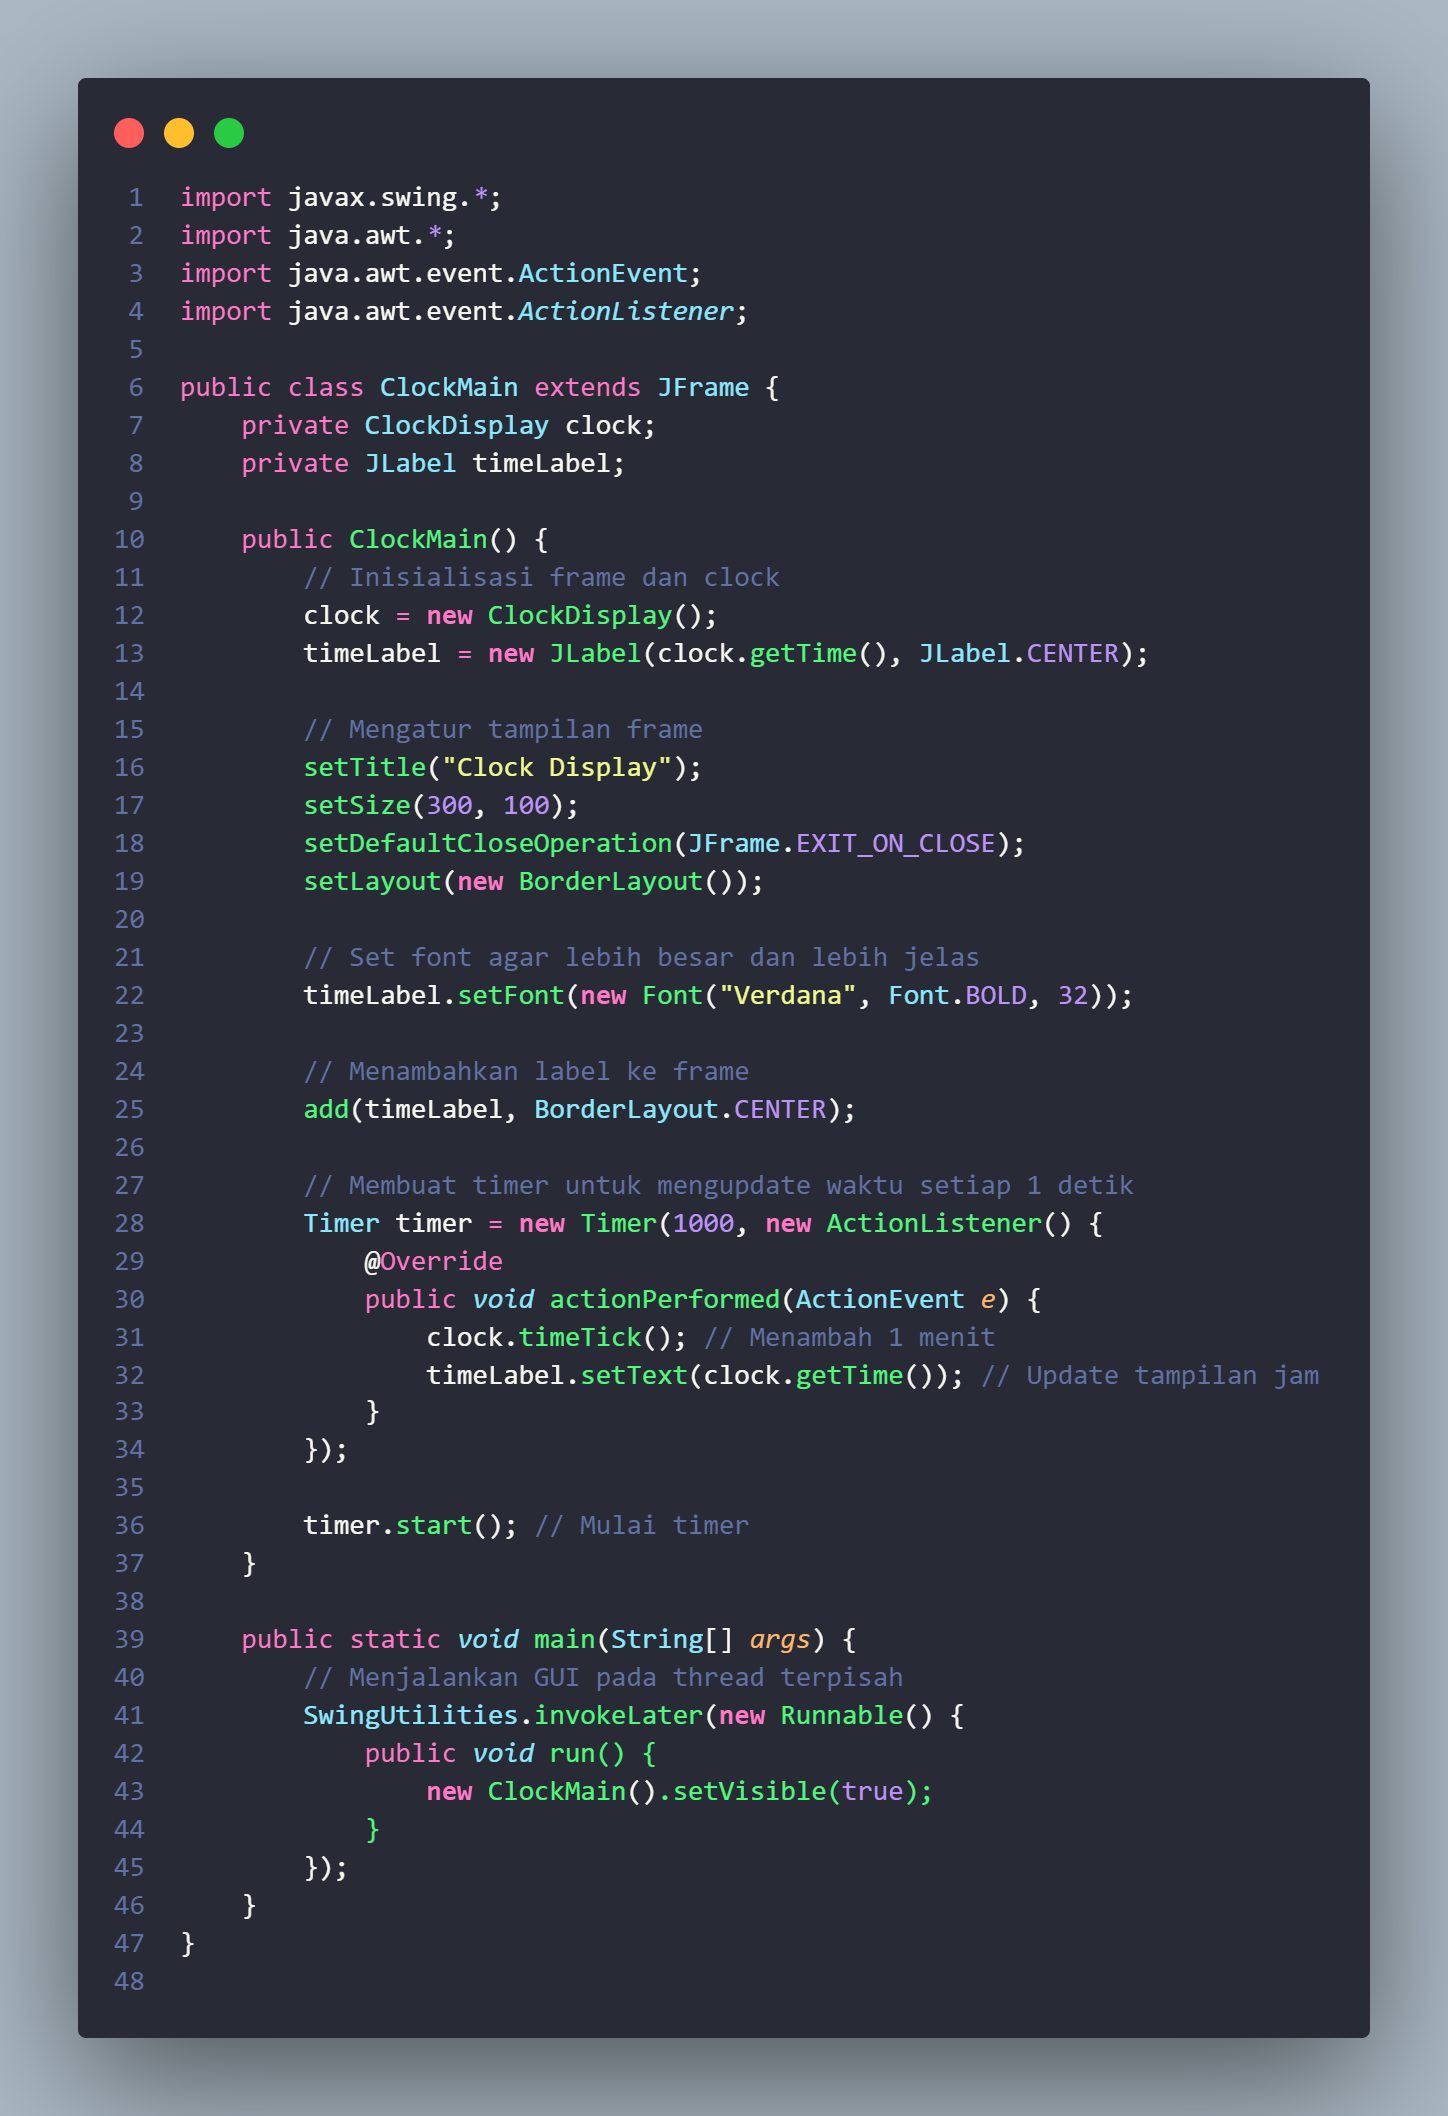 1 import javax.swing.*;
2 import java.awt.*;
3 import java.awt.event.ActionEvent;
4 import java.awt.event.ActionListener;
5
6 public class ClockMain extends JFrame {
7     private ClockDisplay clock;
8     private JLabel timeLabel;
9
10     public ClockMain() {
11         // Inisialisasi frame dan clock
12         clock = new ClockDisplay();
13         timeLabel = new JLabel(clock.getTime(), JLabel.CENTER);
14
15         // Mengatur tampilan frame
16         setTitle("Clock Display");
17         setSize(300, 100);
18         setDefaultCloseOperation(JFrame.EXIT_ON_CLOSE);
19         setLayout(new BorderLayout());
20
21         // Set font agar lebih besar dan lebih jelas
22         timeLabel.setFont(new Font("Verdana", Font.BOLD, 32));
23
24         // Menambahkan label ke frame
25         add(timeLabel, BorderLayout.CENTER);
26
27         // Membuat timer untuk mengupdate waktu setiap 1 detik
28         Timer timer = new Timer(1000, new ActionListener() {
29             @Override
30             public void actionPerformed(ActionEvent e) {
31                 clock.timeTick(); // Menambah 1 menit
32                 timeLabel.setText(clock.getTime()); // Update tampilan jam
33             }
34         });
35
36         timer.start(); // Mulai timer
37     }
38
39     public static void main(String[] args) {
40         // Menjalankan GUI pada thread terpisah
41         SwingUtilities.invokeLater(new Runnable() {
42             public void run() {
43                 new ClockMain().setVisible(true);
44             }
45         });
46     }
47 }
48